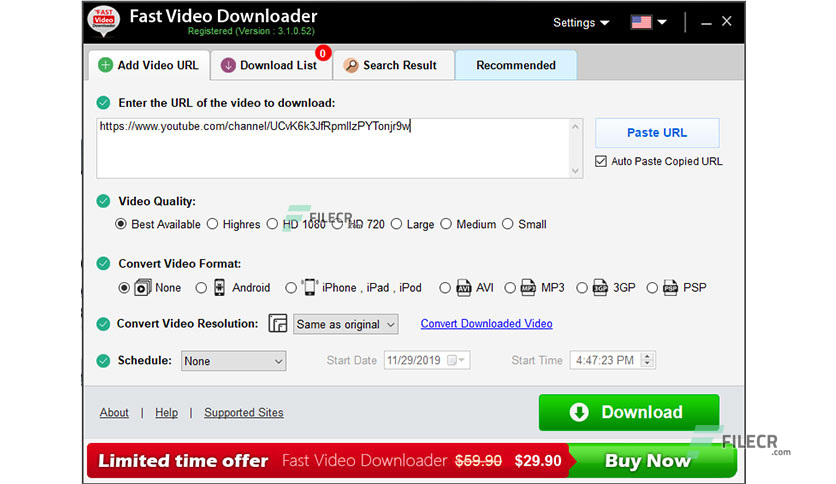 FAST
Video
Downloader
Fast Video Downloader
Registered (Version : 3.1.0.52)
Settings
Add Video URL
Download List
0
Search Result
Recommended
Enter the URL of the video to download:
https://www.youtube.com/channel/UCvK6k3JfRpmllzPYTonjr9w
Paste URL
Auto Paste Copied URL
Video Quality:
Best Available Highres HD 1080 HD 720 Large Medium Small
FILECR
Convert Video Format:
None Android iPhone , iPad , iPod AVI AVI MP3 MP3 3GP 3GP PSP PSP
Convert Video Resolution: Same as original Convert Downloaded Video
Schedule: None Start Date 11/29/2019 Start Time 4:47:23 PM
About | Help | Supported Sites
Download
FILECR
.com
Limited time offer Fast Video Downloader $59.90 $29.90 Buy Now